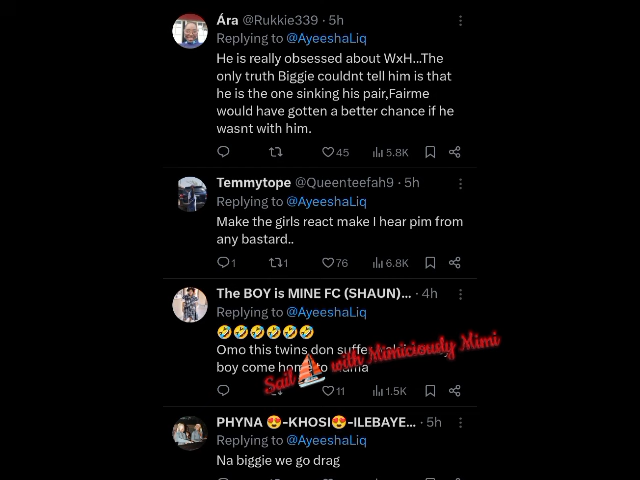 Ára @Rukkie339 · 5h
Replying to @AyeeshaLiq
He is really obsessed about WxH...The
only truth Biggie couldnt tell him is that
he is the one sinking his pair,Fairme
would have gotten a better chance if he
wasnt with him.
45 5.8K
Temmytope @Queenteefah9 · 5h
Replying to @AyeeshaLiq
Make the girls react make I hear pim from
any bastard..
1 1 76 6.8K
The BOY is MINE FC (SHAUN)... · 4h
Replying to @AyeeshaLiq
🤣🤣🤣🤣🤣🤣
Omo this twins don
boy come home to
Sail with Mimiciously Mimi
11 1.5K
PHYNA 😍-KHOSI😍-ILEBAYE... · 5h
Replying to @AyeeshaLiq
Na biggie we go drag